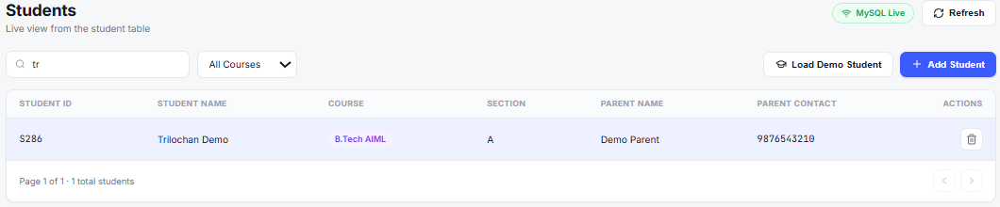 Students
MySQL Live
Refresh
Live view from the student table
tr
All Courses
Load Demo Student
Add Student
STUDENT ID STUDENT NAME COURSE SECTION PARENT NAME PARENT CONTACT ACTIONS
S286 Trilochan Demo B.Tech AIML A Demo Parent 9876543210
Page 1 of 1 · 1 total students